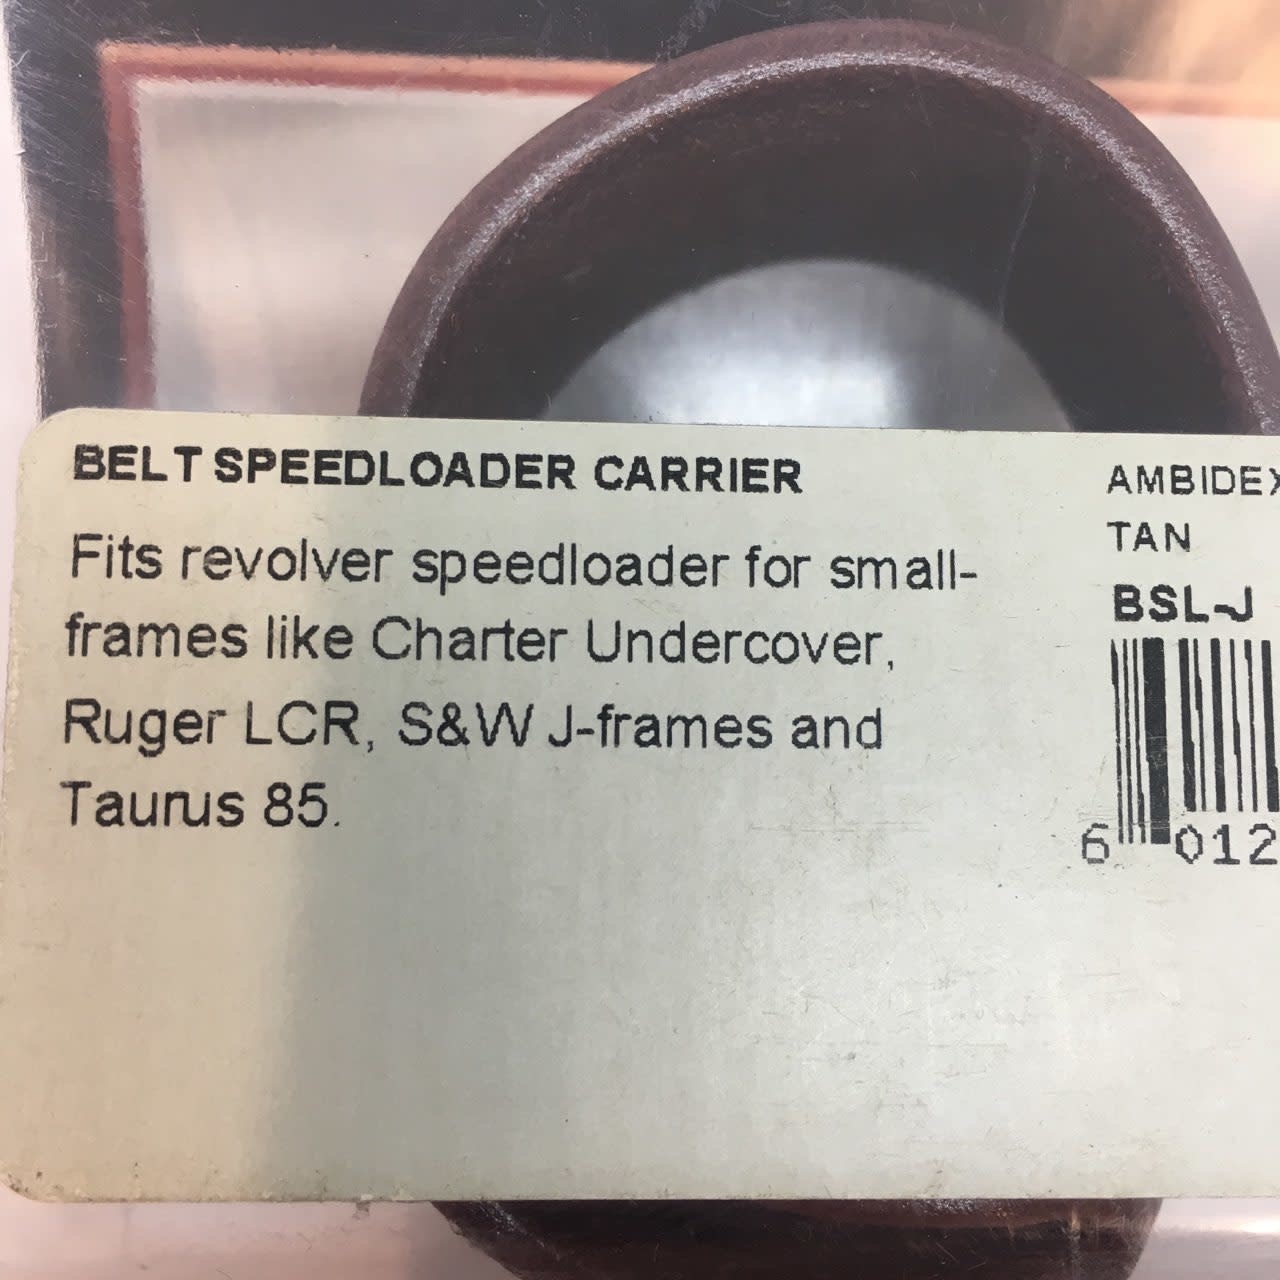 BELT SPEEDLOADER CARRIER
Fits revolver speedloader for small-
frames like Charter Undercover,
Ruger LCR, S&W J-frames and
Taurus 85.
AMBIDEX
TAN
BSL-J
6 012